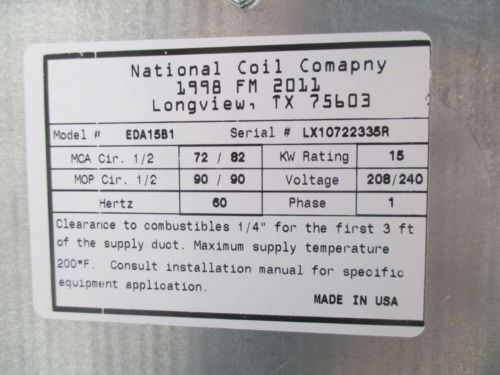 National Coil Comapny
1998 FM 2011
Longview, TX 75603
Model # EDA15B1 Serial # LX10722335R
MCA Cir. 1/2 72 / 82 KW Rating 15
MOP Cir. 1/2 90 / 90 Voltage 208/240
Hertz 60 Phase 1
Clearance to combustibles 1/4" for the first 3 ft
of the supply duct. Maximum supply temperature
200*F. Consult installation manual for specific
equipment application.
MADE IN USA